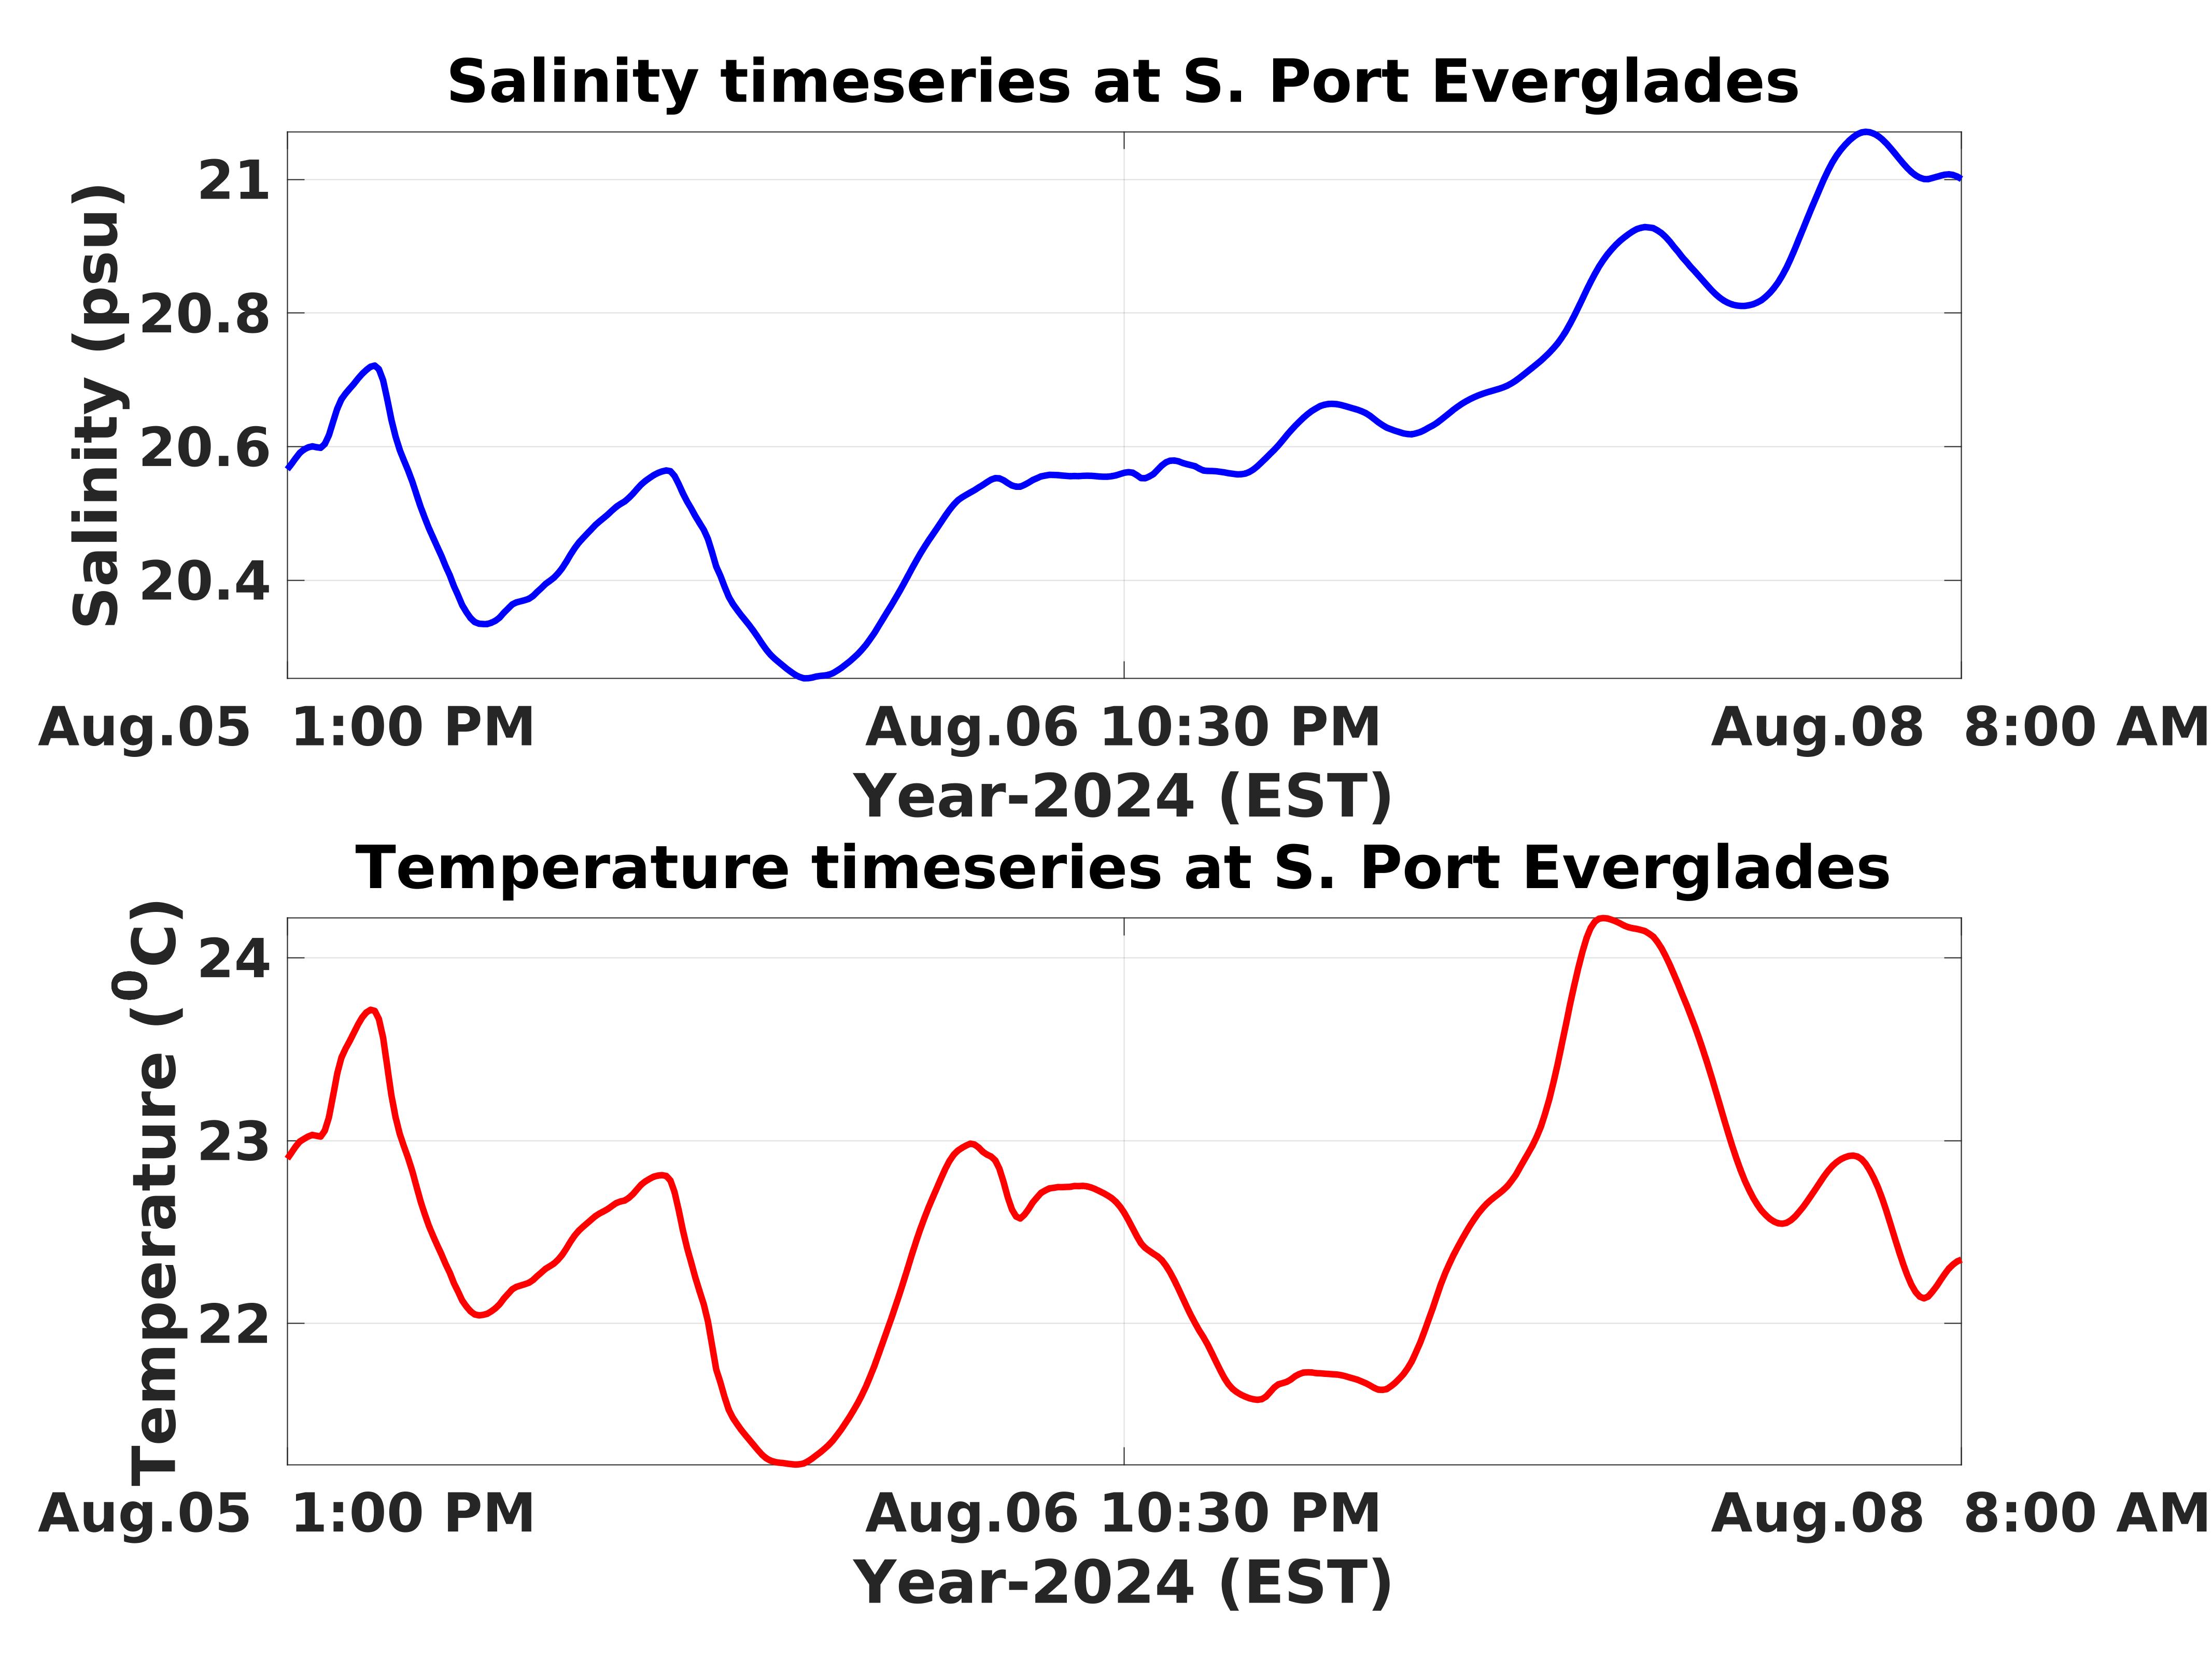 Salinity timeseries at S. Port Everglades
Salinity (psu)
21
20.8
20.6
20.4
Aug.05 1:00 PM
Aug.06 10:30 PM
Aug.08 8:00 AM
Year-2024 (EST)
Temperature timeseries at S. Port Everglades
Temperature (⁰C)
24
23
22
Aug.05 1:00 PM
Aug.06 10:30 PM
Aug.08 8:00 AM
Year-2024 (EST)